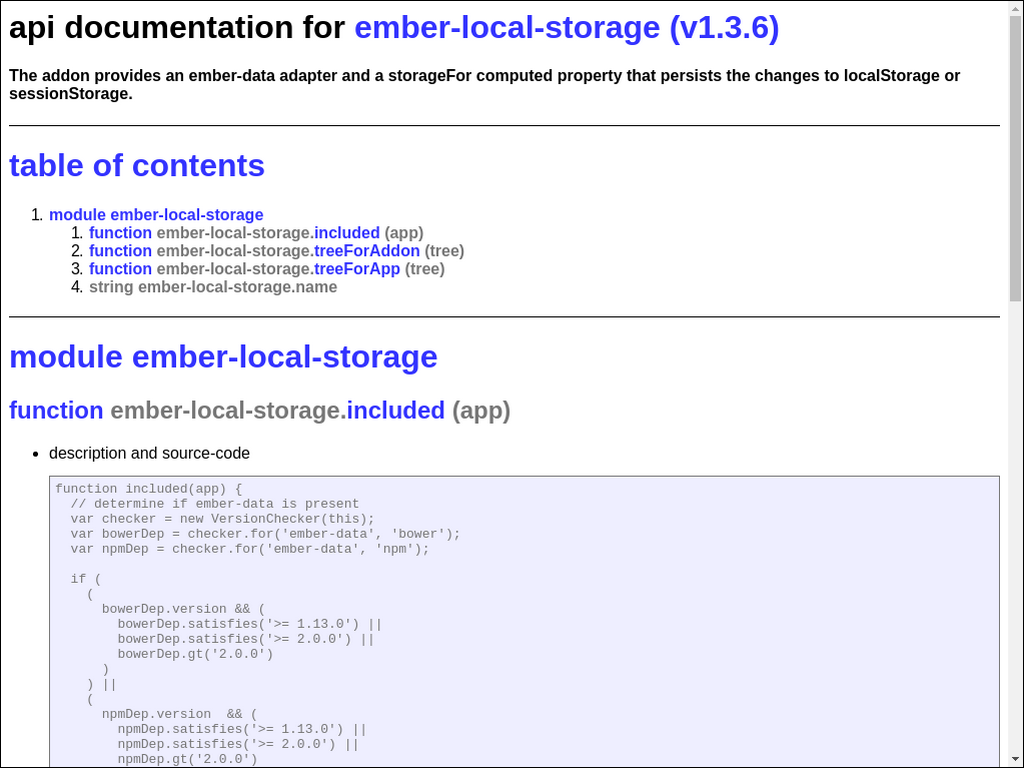 api documentation for ember-local-storage (v1.3.6)
The addon provides an ember-data adapter and a storageFor computed property that persists the changes to localStorage or
sessionStorage.
table of contents
1. module ember-local-storage
1. function ember-local-storage.included (app)
2. function ember-local-storage.treeForAddon (tree)
3. function ember-local-storage.treeForApp (tree)
4. string ember-local-storage.name
module ember-local-storage
function ember-local-storage.included (app)
• description and source-code
function included(app) {
  // determine if ember-data is present
  var checker = new VersionChecker(this);
  var bowerDep = checker.for('ember-data', 'bower');
  var npmDep = checker.for('ember-data', 'npm');
  if (
    (
      bowerDep.version && (
        bowerDep.satisfies('>= 1.13.0') ||
        bowerDep.satisfies('>= 2.0.0') ||
        bowerDep.gt('2.0.0')
      )
    ) ||
    (
      npmDep.version  && (
        npmDep.satisfies('>= 1.13.0') ||
        npmDep.satisfies('>= 2.0.0') ||
        npmDep.gt('2.0.0')